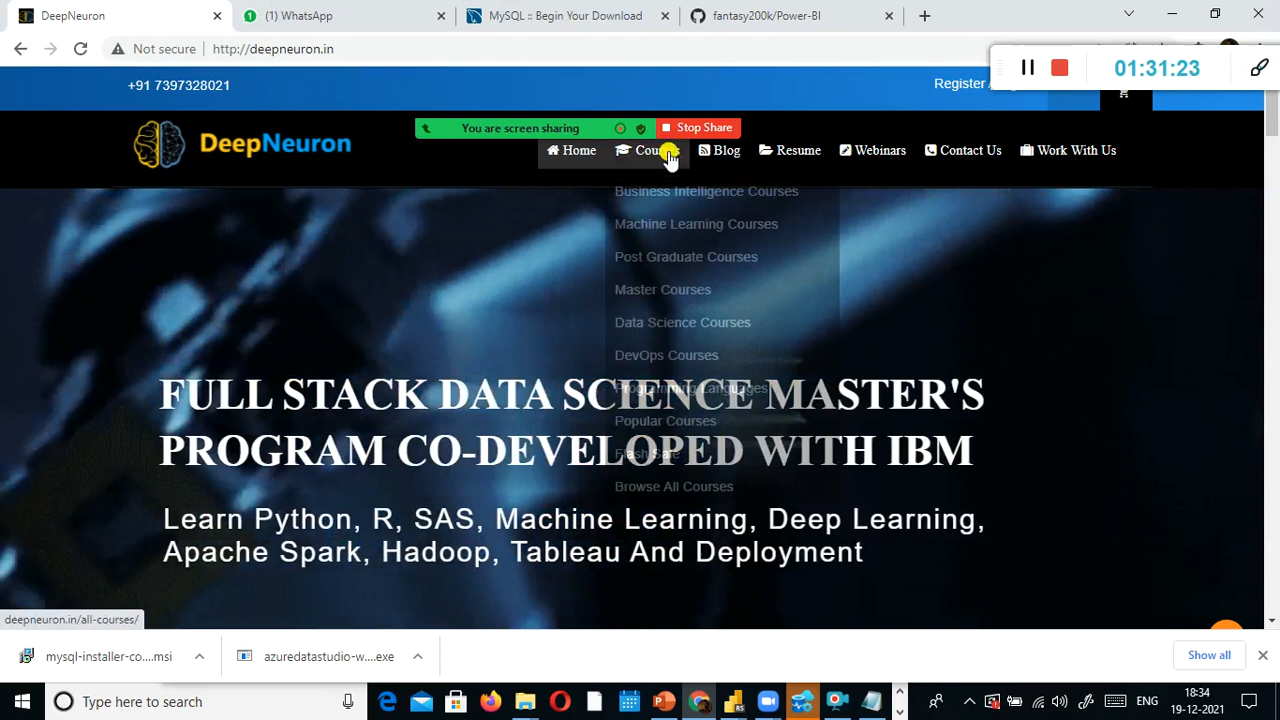 DeepNeuron
(1) WhatsApp
MySQL :: Begin Your Download
fantasy200k/Power-BI
Not secure
http://deepneuron.in
01:31:23
+91 7397328021
Register
You are screen sharing
Stop Share
DeepNeuron
Home
Blog
Resume
Webinars
Contact Us
Work With Us
Business Intelligence Courses
Machine Learning Courses
Post Graduate Courses
Master Courses
Data Science Courses
DevOps Courses
Programming Languages
Popular Courses
Flash Sale
Browse All Courses
FULL STACK DATA SCIENCE MASTER'S
PROGRAM CO-DEVELOPED WITH IBM
Learn Python, R, SAS, Machine Learning, Deep Learning,
Apache Spark, Hadoop, Tableau And Deployment
deepneuron.in/all-courses/
mysql-installer-co....msi
azuredatastudio-w....exe
Show all
Type here to search
ENG
18:34
19-12-2021